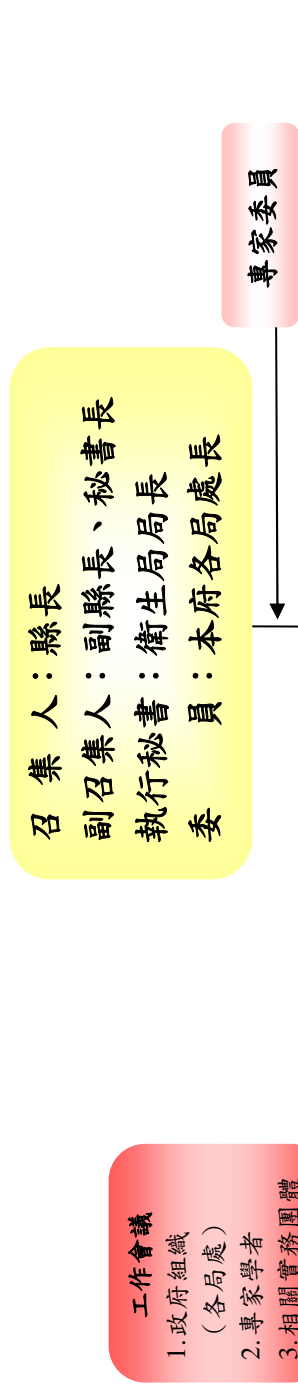 召 集 人：縣長
副召集人：副縣長、秘書長
執行秘書：衛生局局長
委 員：本府各局處長
專家委員
工作會議
1.政府組織
（各局處）
2.專家學者
3.相關實務團體